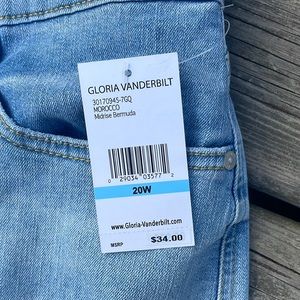 GLORIA VANDERBILT
30170945-7GQ
MOROCCO
Midrise Bermuda
0 29034 03577 2
20W
www.Gloria-Vanderbilt.com
MSRP $34.00